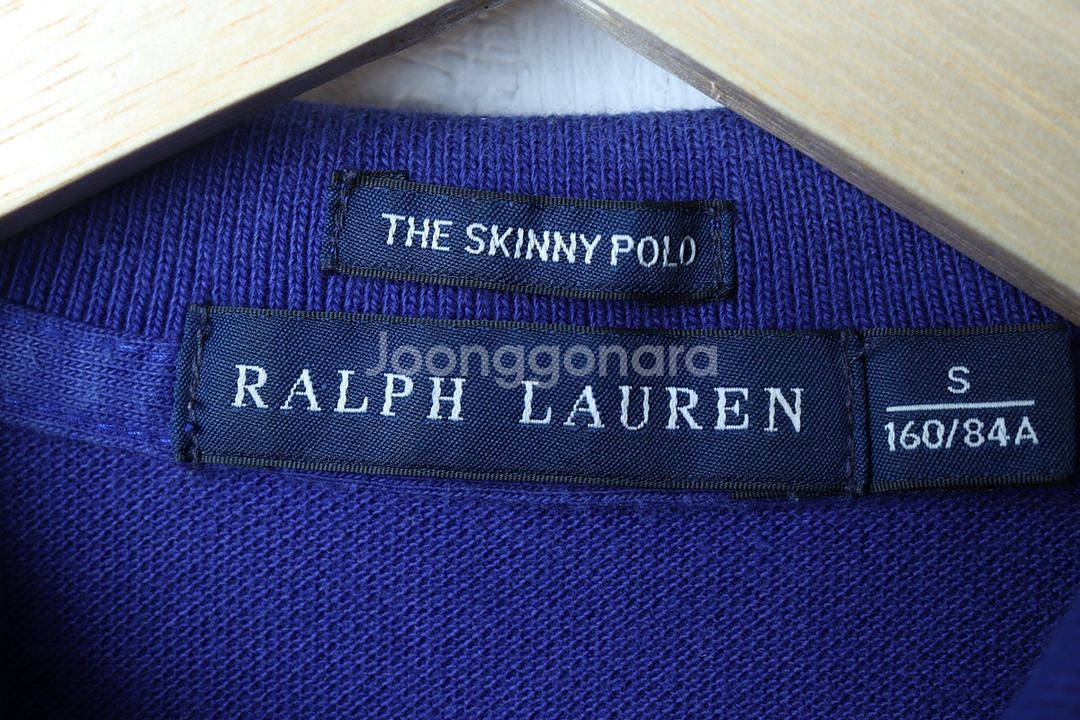 THE SKINNY POLO
Joonggonara
RALPH LAUREN
S
160/84A